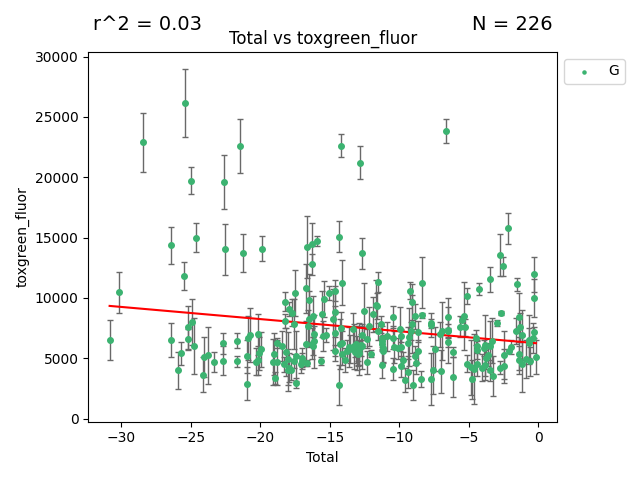 r^2 = 0.03
N = 226
Total vs toxgreen_fluor
G
30000
25000
20000
15000
10000
5000
0
toxgreen_fluor
−30
−25
−20
−15
−10
−5
0
Total